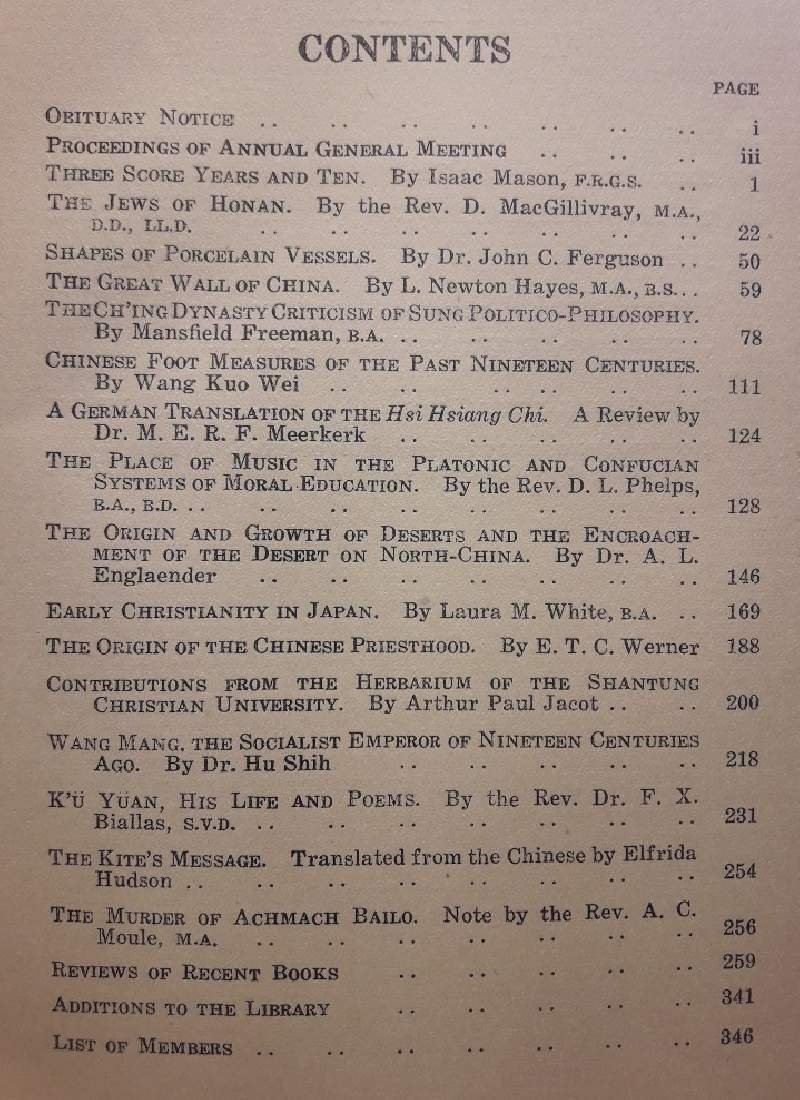 CONTENTS
PAGE
OBITUARY NOTICE .. .. .. .. .. .. .. i
PROCEEDINGS OF ANNUAL GENERAL MEETING .. .. .. iii
THREE SCORE YEARS AND TEN. By Isaac Mason, F.R.G.S. .. 1
THE JEWS OF HONAN. By the Rev. D. MacGillivray, M.A.,
D.D., LL.D. .. .. .. .. .. .. .. 22
SHAPES OF PORCELAIN VESSELS. By Dr. John C. Ferguson .. 50
THE GREAT WALL OF CHINA. By L. Newton Hayes, M.A., B.S... 59
THE CH'ING DYNASTY CRITICISM OF SUNG POLITICO-PHILOSOPHY.
By Mansfield Freeman, B.A. .. .. .. .. .. 78
CHINESE FOOT MEASURES OF THE PAST NINETEEN CENTURIES.
By Wang Kuo Wei .. .. .. .. .. .. 111
A GERMAN TRANSLATION OF THE Hsi Hsiang Chi. A Review by
Dr. M. E. R. F. Meerkerk .. .. .. .. .. 124
THE PLACE OF MUSIC IN THE PLATONIC AND CONFUCIAN
SYSTEMS OF MORAL EDUCATION. By the Rev. D. L. Phelps,
B.A., B.D. .. .. .. .. .. .. .. .. 128
THE ORIGIN AND GROWTH OF DESERTS AND THE ENCROACH-
MENT OF THE DESERT ON NORTH-CHINA. By Dr. A. L.
Englaender .. .. .. .. .. .. .. 146
EARLY CHRISTIANITY IN JAPAN. By Laura M. White, B.A. .. 169
THE ORIGIN OF THE CHINESE PRIESTHOOD. By E. T. C. Werner 188
CONTRIBUTIONS FROM THE HERBARIUM OF THE SHANTUNG
CHRISTIAN UNIVERSITY. By Arthur Paul Jacot .. .. 200
WANG MANG, THE SOCIALIST EMPEROR OF NINETEEN CENTURIES
AGO. By Dr. Hu Shih .. .. .. .. .. 218
K'Ü YÜAN, HIS LIFE AND POEMS. By the Rev. Dr. F. X.
Biallas, S.V.D. .. .. .. .. .. .. .. 231
THE KITE'S MESSAGE. Translated from the Chinese by Elfrida
Hudson .. .. .. .. .. .. .. .. 254
THE MURDER OF ACHMACH BAILO. Note by the Rev. A. C.
Moule, M.A. .. .. .. .. .. .. .. 256
REVIEWS OF RECENT BOOKS .. .. .. .. .. 259
ADDITIONS TO THE LIBRARY .. .. .. .. .. 341
LIST OF MEMBERS .. .. .. .. .. .. .. 346